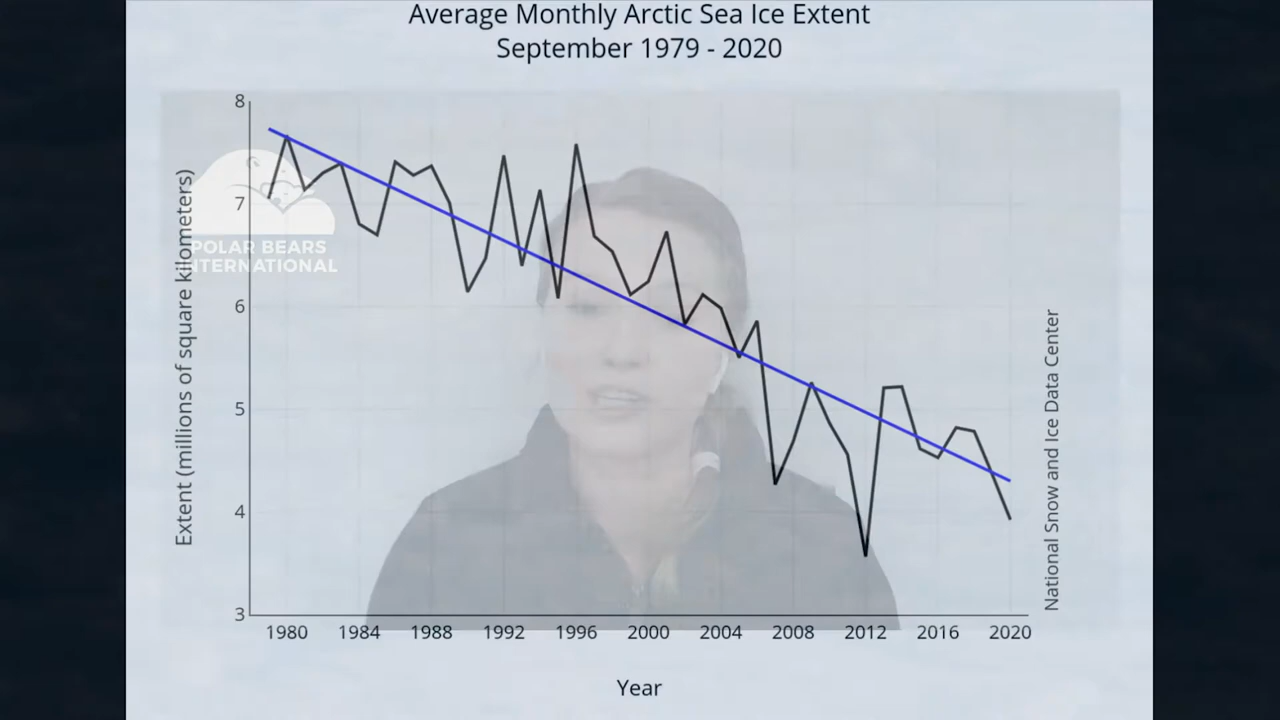 Average Monthly Arctic Sea Ice Extent
September 1979 - 2020
8
7
6
5
4
3
Extent (millions of square kilometers)
POLAR BEARS
INTERNATIONAL
National Snow and Ice Data Center
1980 1984 1988 1992 1996 2000 2004 2008 2012 2016 2020
Year